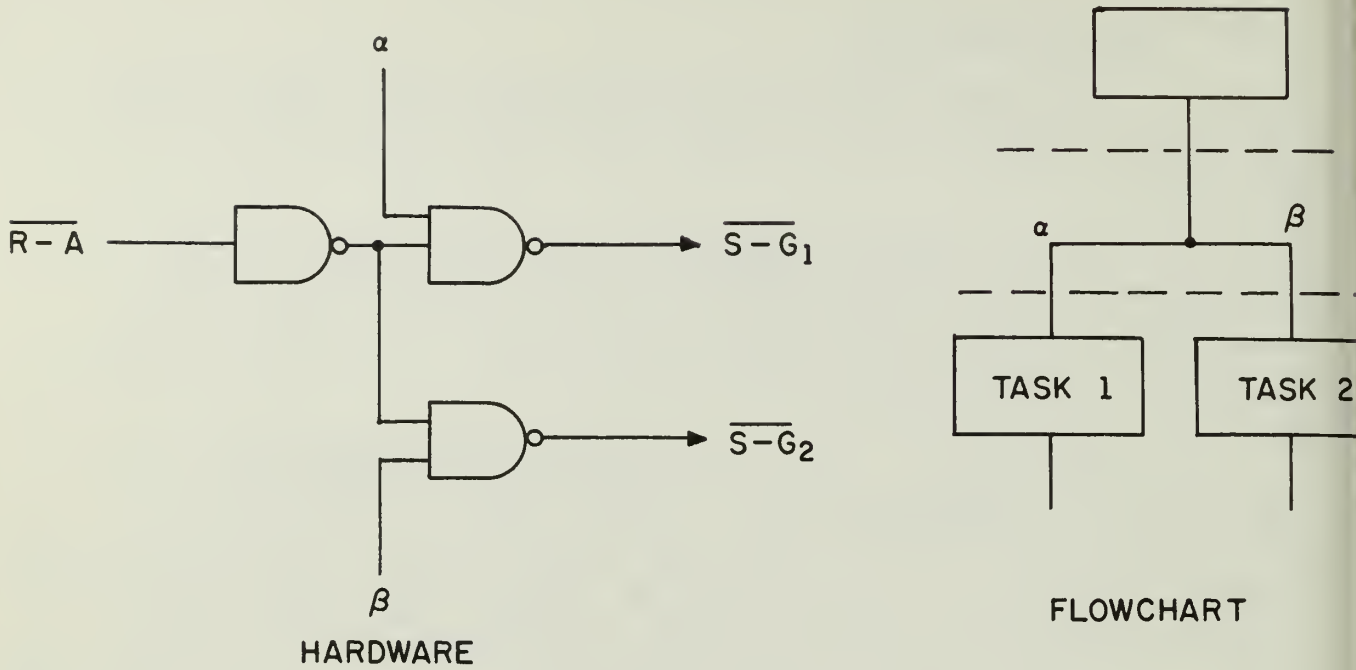 α
R-A
S-G₁
S-G₂
β
HARDWARE
α
β
TASK 1
TASK 2
FLOWCHART